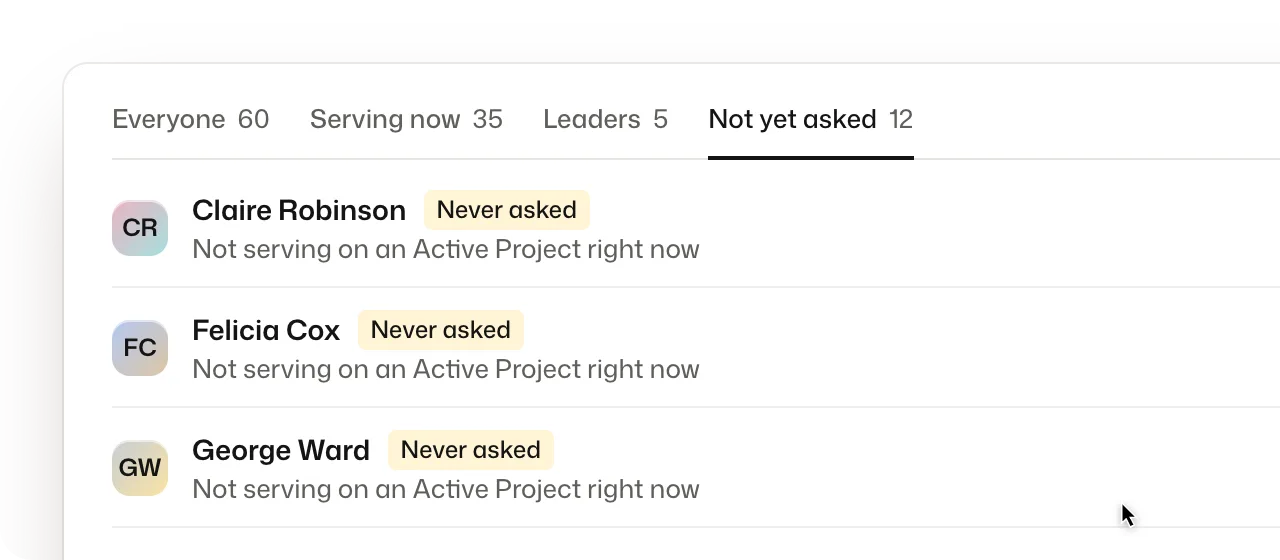 Everyone 60 Serving now 35 Leaders 5 Not yet asked 12
CR Claire Robinson Never asked
Not serving on an Active Project right now
FC Felicia Cox Never asked
Not serving on an Active Project right now
GW George Ward Never asked
Not serving on an Active Project right now